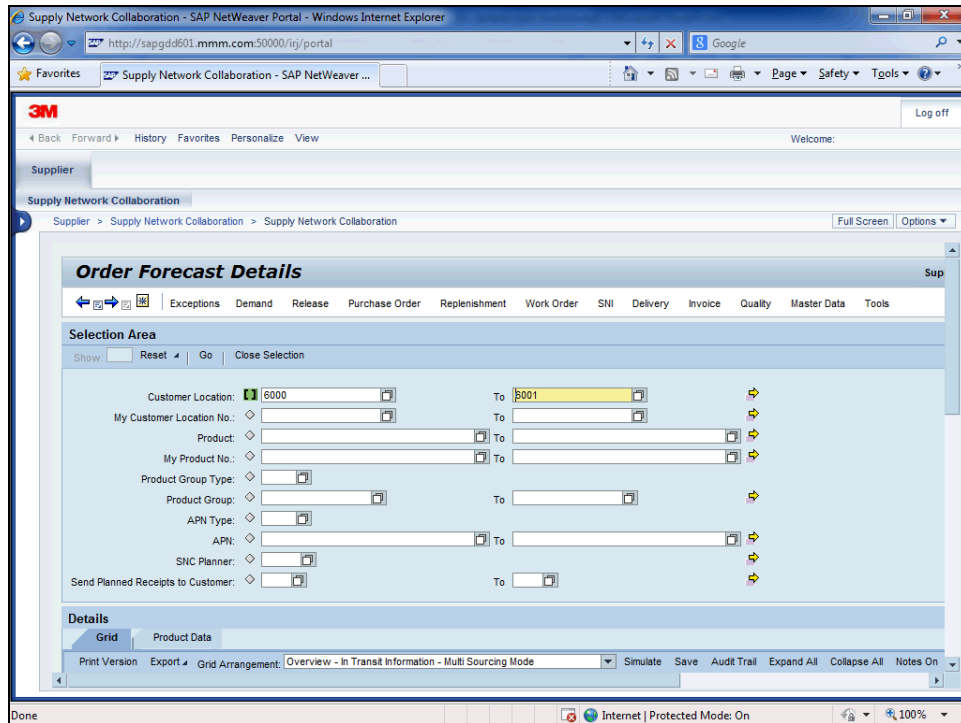 Supply Network Collaboration - SAP NetWeaver Portal - Windows Internet Explorer
http://sapgdd601.mmm.com:50000/irj/portal
Google
Favorites Supply Network Collaboration - SAP NetWeaver ...
Page Safety Tools
3M
Log off
Back Forward History Favorites Personalize View Welcome:
Supplier
Supply Network Collaboration
Supplier > Supply Network Collaboration > Supply Network Collaboration Full Screen Options
Order Forecast Details Sup
Exceptions Demand Release Purchase Order Replenishment Work Order SNI Delivery Invoice Quality Master Data Tools
Selection Area
Show: Reset Go Close Selection
Customer Location: 6000 To 6001
My Customer Location No.: To
Product: To
My Product No.: To
Product Group Type:
Product Group: To
APN Type:
APN: To
SNC Planner:
Send Planned Receipts to Customer: To
Details
Grid Product Data
Print Version Export Grid Arrangement: Overview - In Transit Information - Multi Sourcing Mode Simulate Save Audit Trail Expand All Collapse All Notes On
Done Internet | Protected Mode: On 100%